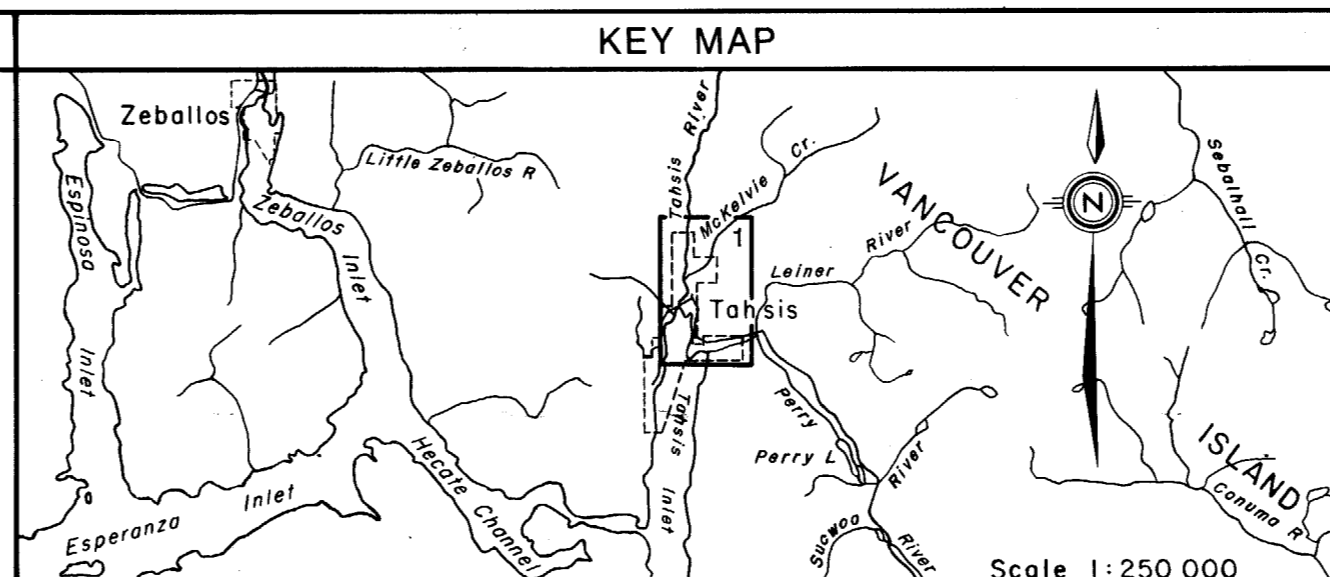 KEY MAP
Zeballos
Little Zeballos R
Tahsis River
McKelvie Cr.
Sebalhall Cr.
VANCOUVER
N
Espinosa Inlet
Zeballos Inlet
1
Leiner River
Tahsis
Perry River
Perry L
Tahsis Inlet
ISLAND
Conuma R
Hecate Channel
Esperanza Inlet
Sucwoa River
Scale 1:250 000